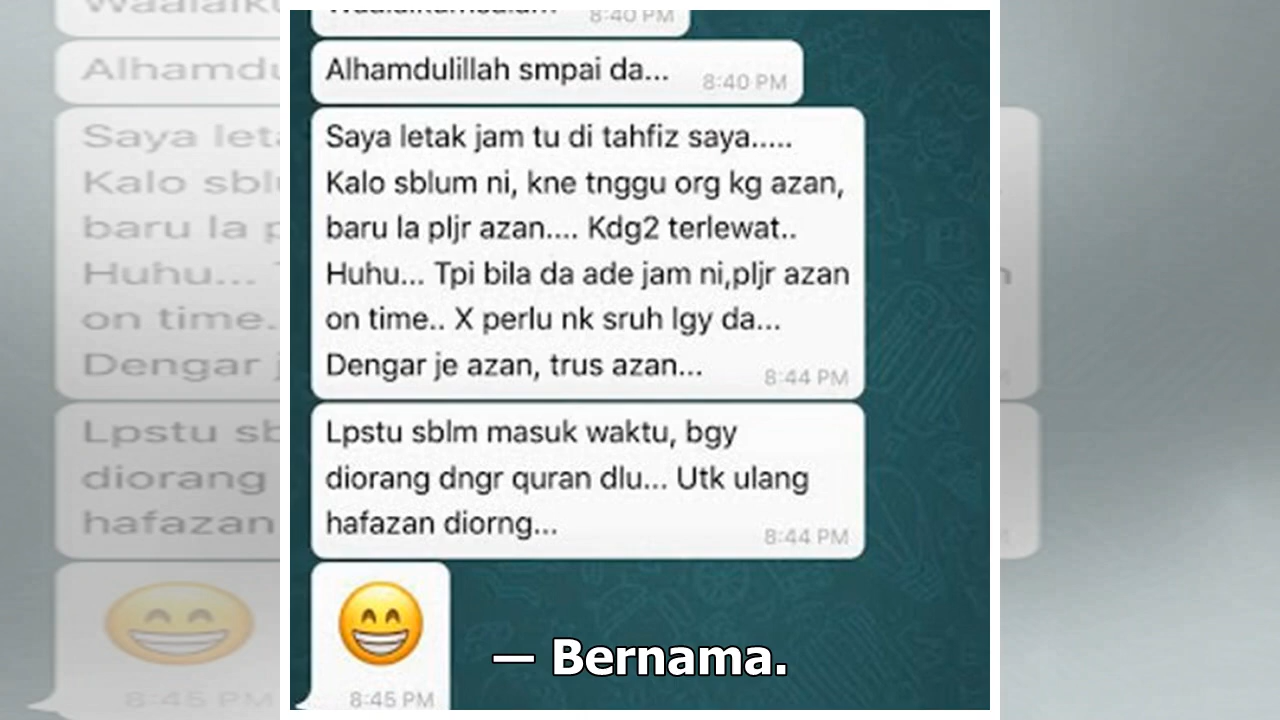 8:40 PM
Alhamdulillah smpai da...
8:40 PM
Saya letak jam tu di tahfiz saya.....
Kalo sblum ni, kne tnggu org kg azan,
baru la pljr azan.... Kdg2 terlewat..
Huhu... Tpi bila da ade jam ni,pljr azan
on time.. X perlu nk sruh lgy da...
Dengar je azan, trus azan...
8:44 PM
Lpstu sblm masuk waktu, bgy
diorang dngr quran dlu... Utk ulang
hafazan diorng...
8:44 PM
8:45 PM
— Bernama.